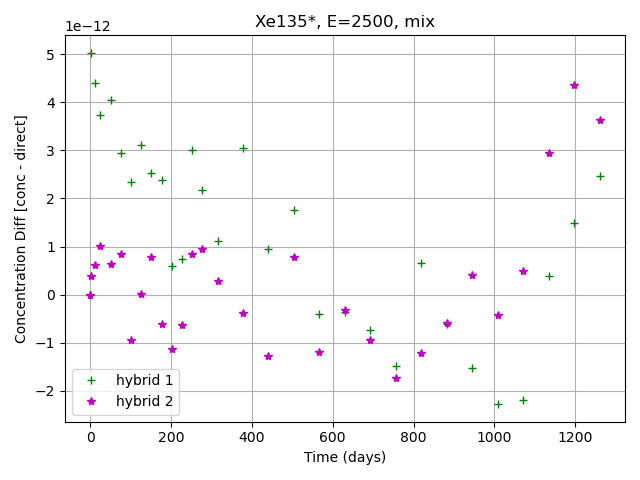 Xe135*, E=2500, mix
1e−12
5
4
3
2
1
0
−1
−2
Concentration Diff [conc - direct]
hybrid 1
hybrid 2
0 200 400 600 800 1000 1200
Time (days)